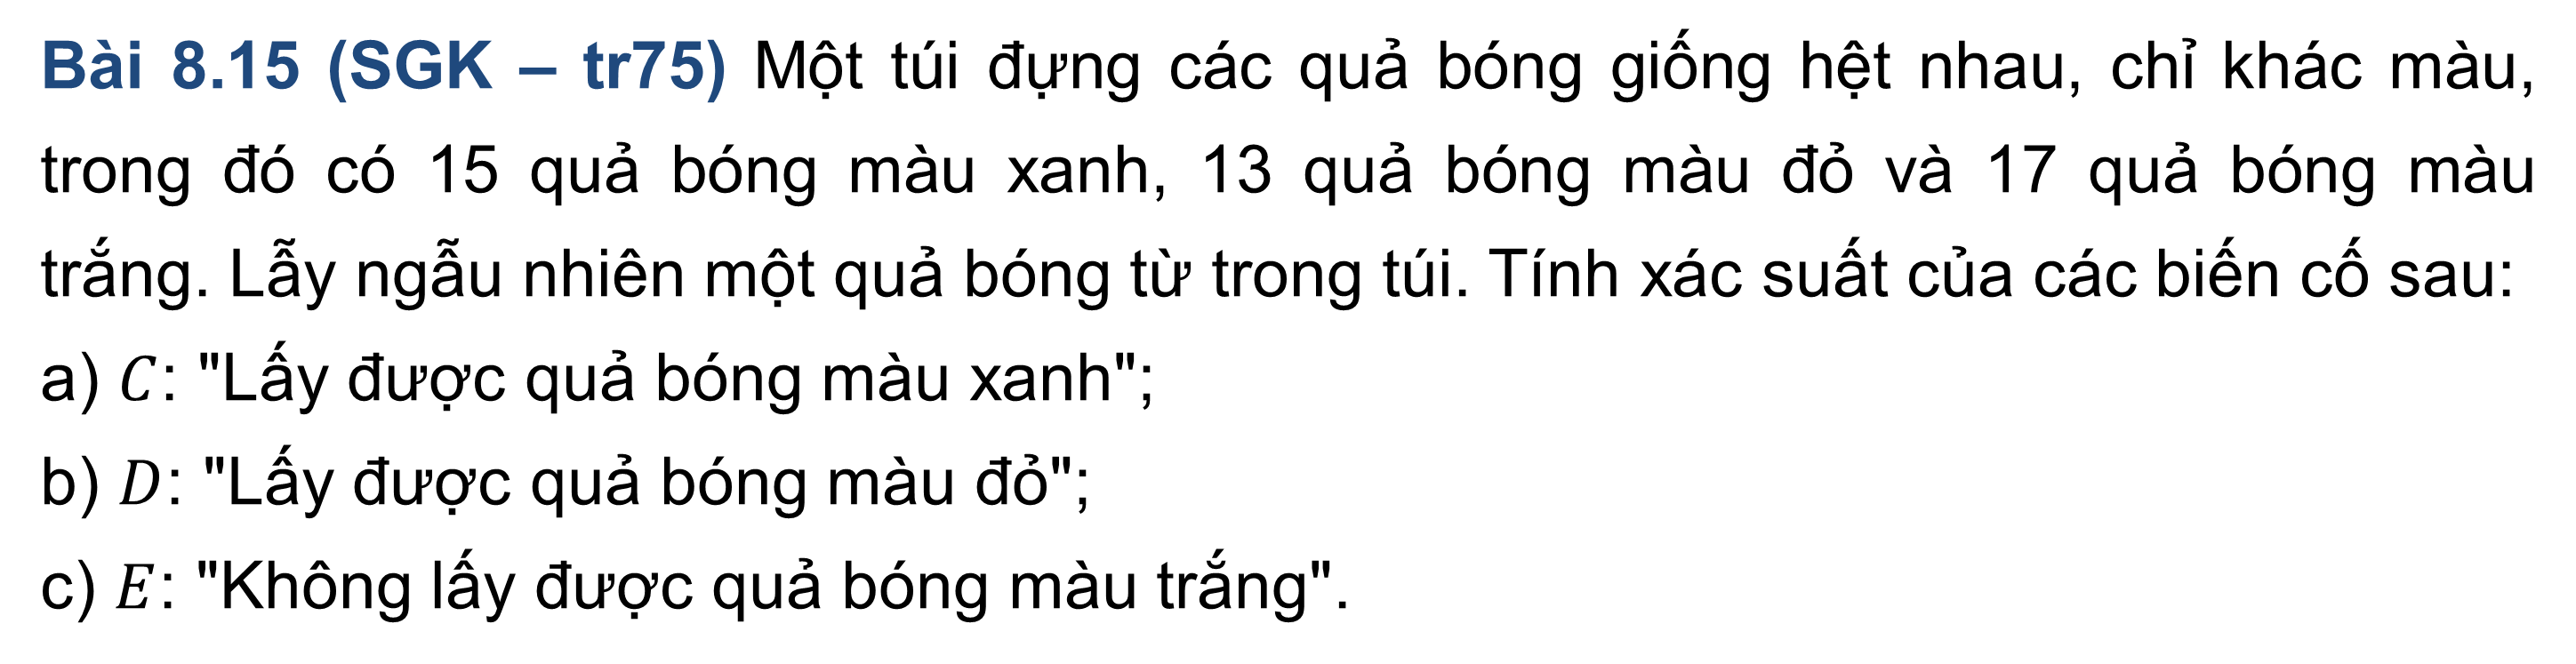 Bài 8.15 (SGK – tr75) Một túi đựng các quả bóng giống hệt nhau, chỉ khác màu,
trong đó có 15 quả bóng màu xanh, 13 quả bóng màu đỏ và 17 quả bóng màu
trắng. Lẫy ngẫu nhiên một quả bóng từ trong túi. Tính xác suất của các biến cố sau:
a) C: "Lấy được quả bóng màu xanh";
b) D: "Lấy được quả bóng màu đỏ";
c) E: "Không lấy được quả bóng màu trắng".